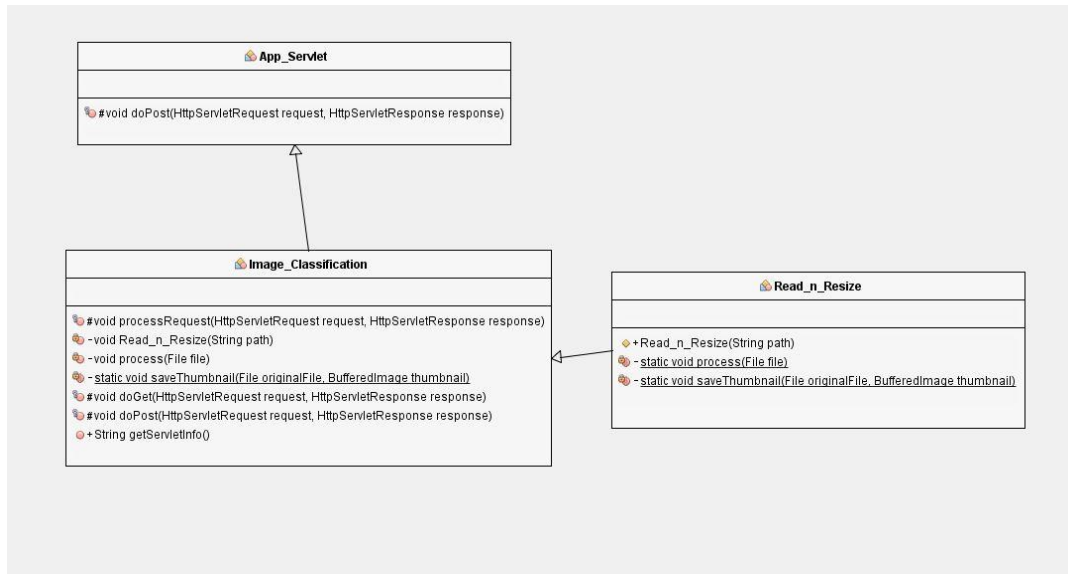 App_Servlet
#void doPost(HttpServletRequest request, HttpServletResponse response)
Image_Classification
#void processRequest(HttpServletRequest request, HttpServletResponse response)
-void Read_n_Resize(String path)
-void process(File file)
-static void saveThumbnail(File originalFile, BufferedImage thumbnail)
#void doGet(HttpServletRequest request, HttpServletResponse response)
#void doPost(HttpServletRequest request, HttpServletResponse response)
+String getServletInfo()
Read_n_Resize
+Read_n_Resize(String path)
-static void process(File file)
-static void saveThumbnail(File originalFile, BufferedImage thumbnail)